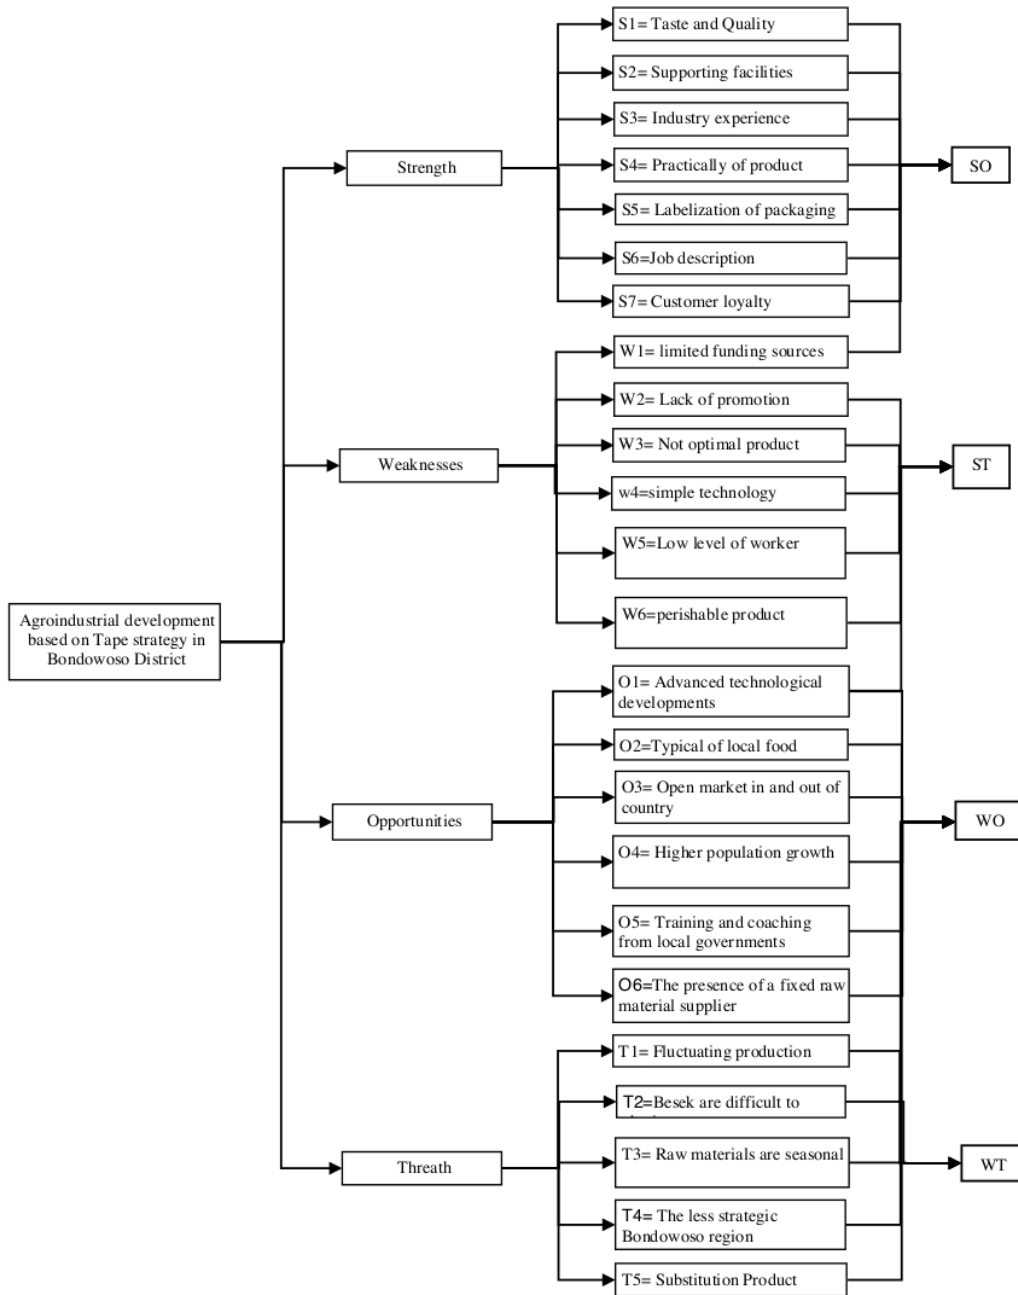 Agroindustrial development
based on Tape strategy in
Bondowoso District
Strength
Weaknesses
Opportunities
Threath
S1= Taste and Quality
S2= Supporting facilities
S3= Industry experience
S4= Practically of product
S5= Labelization of packaging
S6=Job description
S7= Customer loyalty
W1= limited funding sources
W2= Lack of promotion
W3= Not optimal product
w4=simple technology
W5=Low level of worker
W6=perishable product
O1= Advanced technological
developments
O2=Typical of local food
O3= Open market in and out of
country
O4= Higher population growth
O5= Training and coaching
from local governments
O6=The presence of a fixed raw
material supplier
T1= Fluctuating production
T2=Besek are difficult to
T3= Raw materials are seasonal
T4= The less strategic
Bondowoso region
T5= Substitution Product
SO
ST
WO
WT